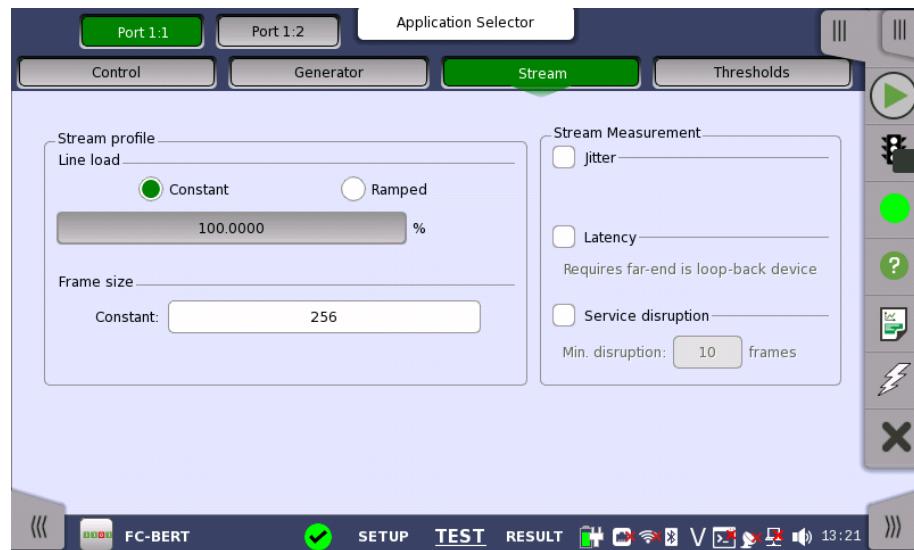 Application Selector
Port 1:1 Port 1:2
Control Generator Stream Thresholds
Stream profile
Line load
Constant Ramped
100.0000 %
Frame size
Constant: 256
Stream Measurement
Jitter
Latency
Requires far-end is loop-back device
Service disruption
Min. disruption: 10 frames
FC-BERT SETUP TEST RESULT V 13:21